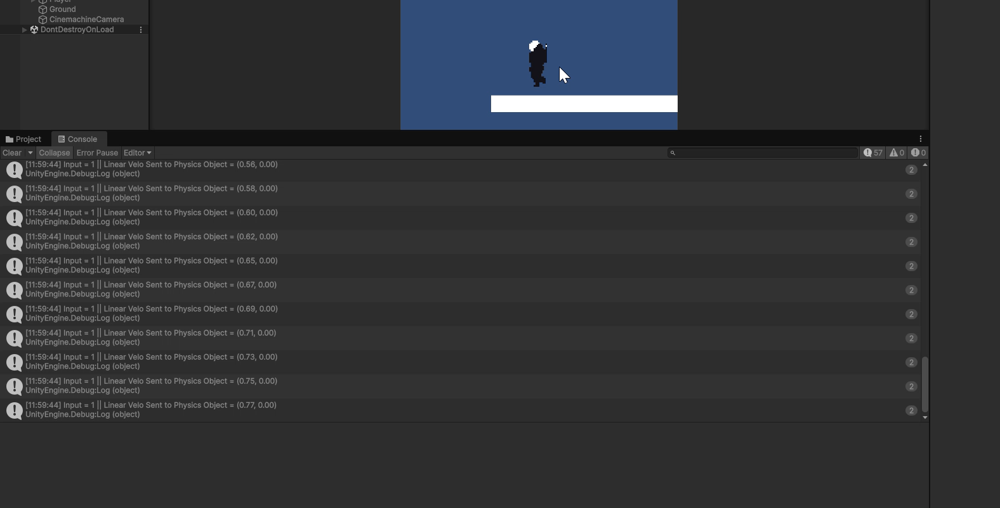 Player
Ground
CinemachineCamera
DontDestroyOnLoad
Project
Console
Clear
Collapse
Error Pause
Editor
57
0
0
[11:59:44] Input = 1 || Linear Velo Sent to Physics Object = (0.56, 0.00)
UnityEngine.Debug:Log (object)
2
[11:59:44] Input = 1 || Linear Velo Sent to Physics Object = (0.58, 0.00)
UnityEngine.Debug:Log (object)
2
[11:59:44] Input = 1 || Linear Velo Sent to Physics Object = (0.60, 0.00)
UnityEngine.Debug:Log (object)
2
[11:59:44] Input = 1 || Linear Velo Sent to Physics Object = (0.62, 0.00)
UnityEngine.Debug:Log (object)
2
[11:59:44] Input = 1 || Linear Velo Sent to Physics Object = (0.65, 0.00)
UnityEngine.Debug:Log (object)
2
[11:59:44] Input = 1 || Linear Velo Sent to Physics Object = (0.67, 0.00)
UnityEngine.Debug:Log (object)
2
[11:59:44] Input = 1 || Linear Velo Sent to Physics Object = (0.69, 0.00)
UnityEngine.Debug:Log (object)
2
[11:59:44] Input = 1 || Linear Velo Sent to Physics Object = (0.71, 0.00)
UnityEngine.Debug:Log (object)
2
[11:59:44] Input = 1 || Linear Velo Sent to Physics Object = (0.73, 0.00)
UnityEngine.Debug:Log (object)
2
[11:59:44] Input = 1 || Linear Velo Sent to Physics Object = (0.75, 0.00)
UnityEngine.Debug:Log (object)
2
[11:59:44] Input = 1 || Linear Velo Sent to Physics Object = (0.77, 0.00)
UnityEngine.Debug:Log (object)
2